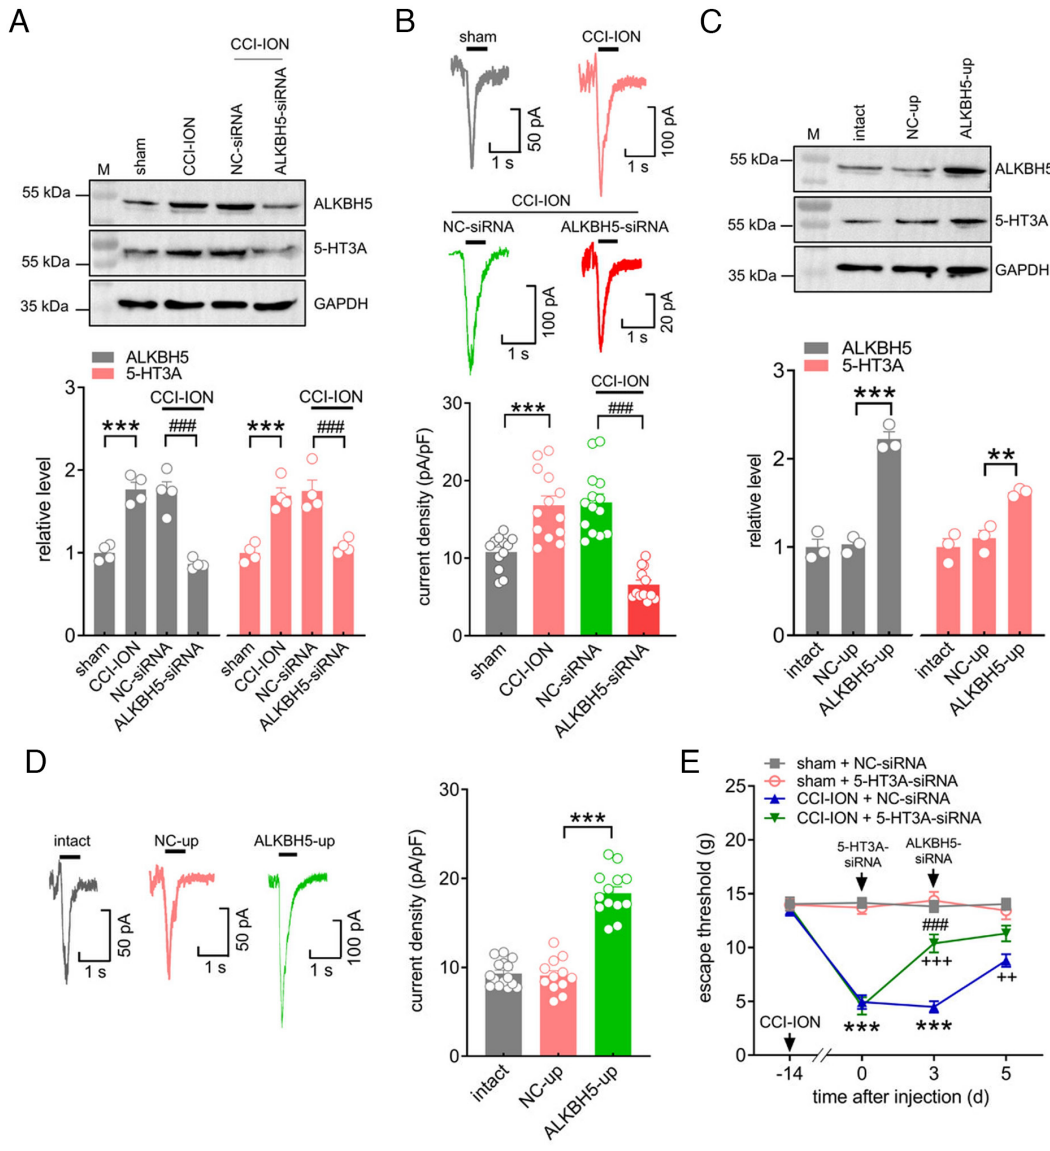 A
CCI-ION
M
sham
CCI-ION
NC-siRNA
ALKBH5-siRNA
55 kDa
ALKBH5
5-HT3A
55 kDa
35 kDa
GAPDH
ALKBH5
5-HT3A
CCI-ION
CCI-ION
***
###
***
###
relative level
3
2
1
0
sham
CCI-ION
NC-siRNA
ALKBH5-siRNA
sham
CCI-ION
NC-siRNA
ALKBH5-siRNA
B
sham
50 pA
1 s
CCI-ION
100 pA
1 s
CCI-ION
NC-siRNA
100 pA
1 s
ALKBH5-siRNA
20 pA
1 s
CCI-ION
***
###
current density (pA/pF)
30
20
10
0
sham
CCI-ION
NC-siRNA
ALKBH5-siRNA
C
M
intact
NC-up
ALKBH5-up
55 kDa
ALKBH5
55 kDa
5-HT3A
35 kDa
GAPDH
ALKBH5
5-HT3A
***
**
relative level
3
2
1
0
intact
NC-up
ALKBH5-up
intact
NC-up
ALKBH5-up
D
intact
50 pA
1 s
NC-up
50 pA
1 s
ALKBH5-up
100 pA
1 s
***
current density (pA/pF)
30
20
10
0
intact
NC-up
ALKBH5-up
E
sham + NC-siRNA
sham + 5-HT3A-siRNA
CCI-ION + NC-siRNA
CCI-ION + 5-HT3A-siRNA
5-HT3A-
siRNA
ALKBH5-
siRNA
escape threshold (g)
25
20
15
10
5
0
###
+++
++
CCI-ION
***
***
-14
0
3
5
time after injection (d)